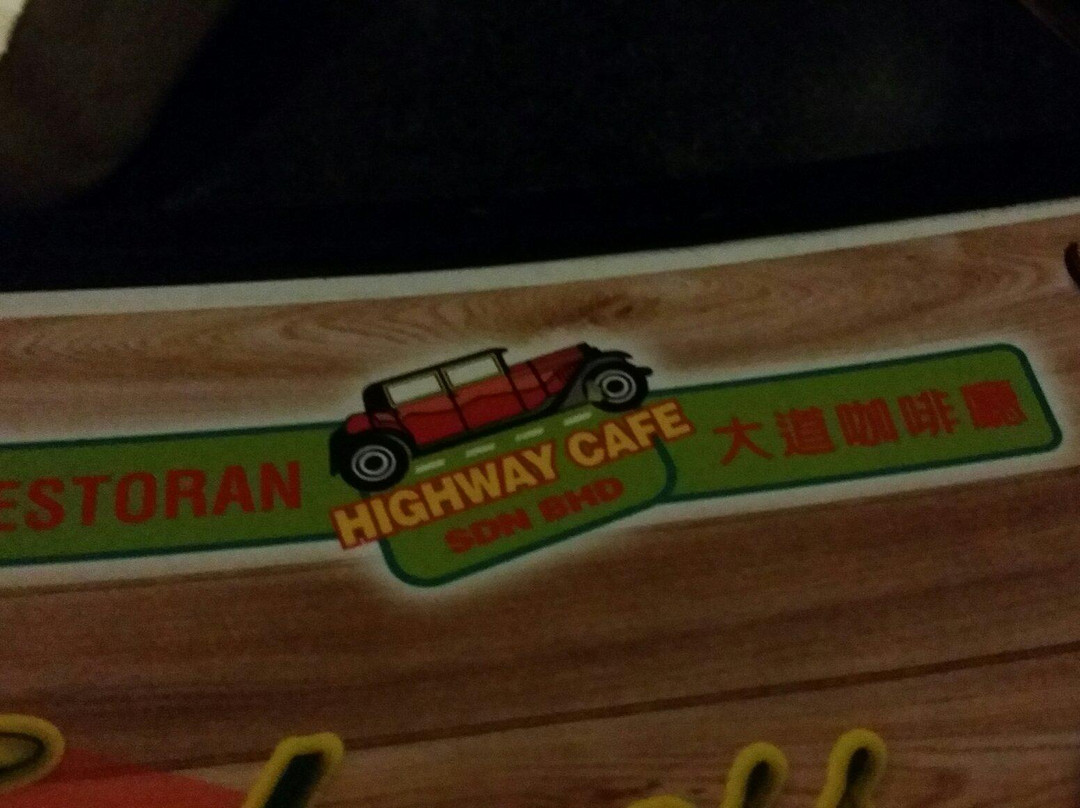 ESTORAN
HIGHWAY CAFE
SDN BHD
大道咖啡廳